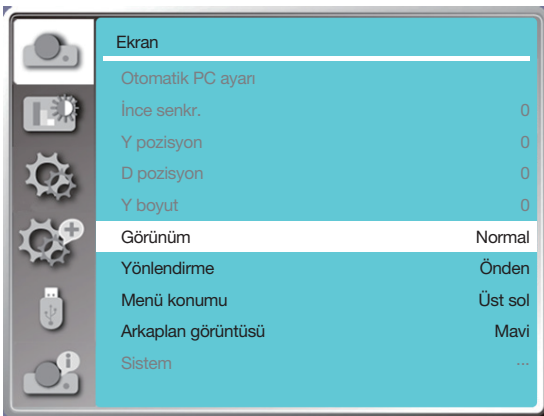 Ekran
Otomatik PC ayarı
İnce senkr. 0
Y pozisyon 0
D pozisyon 0
Y boyut 0
Görünüm Normal
Yönlendirme Önden
Menü konumu Üst sol
Arkaplan görüntüsü Mavi
Sistem ...